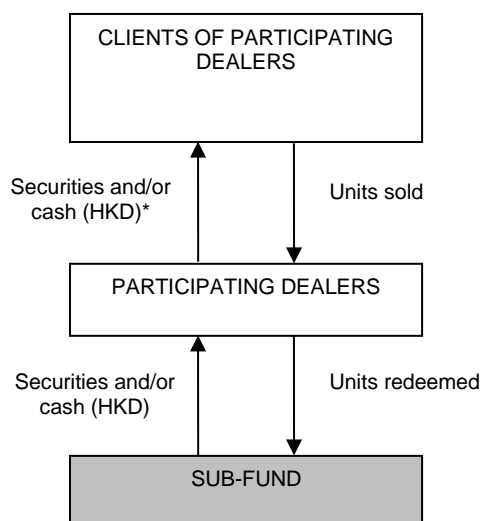 CLIENTS OF PARTICIPATING
DEALERS
Securities and/or
cash (HKD)*
Units sold
PARTICIPATING DEALERS
Securities and/or
cash (HKD)
Units redeemed
SUB-FUND